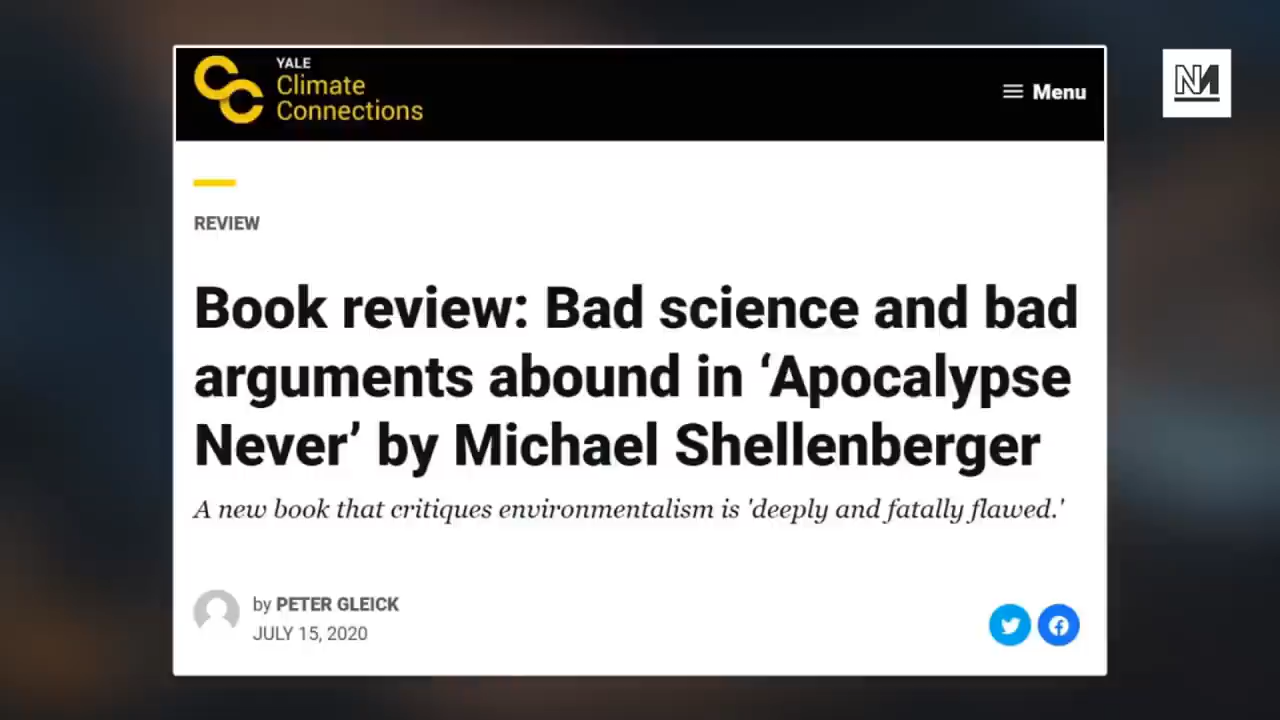 YALE
Climate
Connections
Menu
NM
REVIEW
Book review: Bad science and bad
arguments abound in ‘Apocalypse
Never’ by Michael Shellenberger
A new book that critiques environmentalism is 'deeply and fatally flawed.'
by PETER GLEICK
JULY 15, 2020